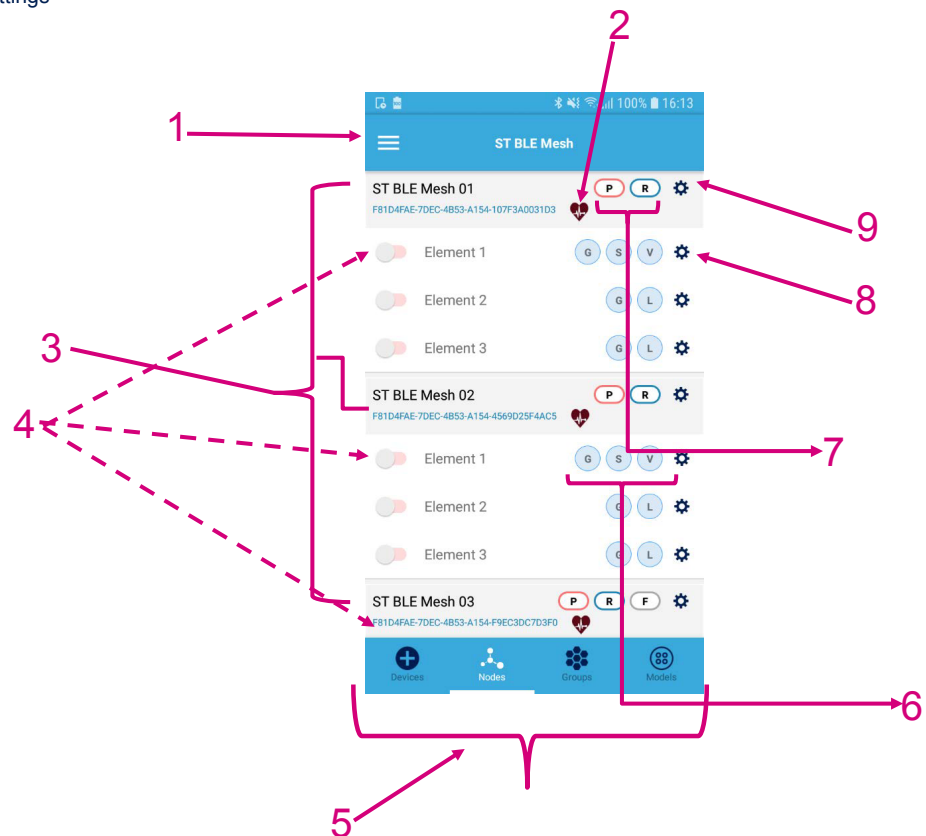 ttings
2
100% 16:13
1
ST BLE Mesh
ST BLE Mesh 01
P R
F81D4FAE-7DEC-4B53-A154-107F3A0031D3
9
Element 1
G S V
8
Element 2
G L
3
Element 3
G L
ST BLE Mesh 02
P R
F81D4FAE-7DEC-4B53-A154-4569D25F4AC5
4
Element 1
G S V
7
Element 2
G L
Element 3
G L
ST BLE Mesh 03
P R F
F81D4FAE-7DEC-4B53-A154-F9EC3DC7D3F0
Devices Nodes Groups Models
6
5